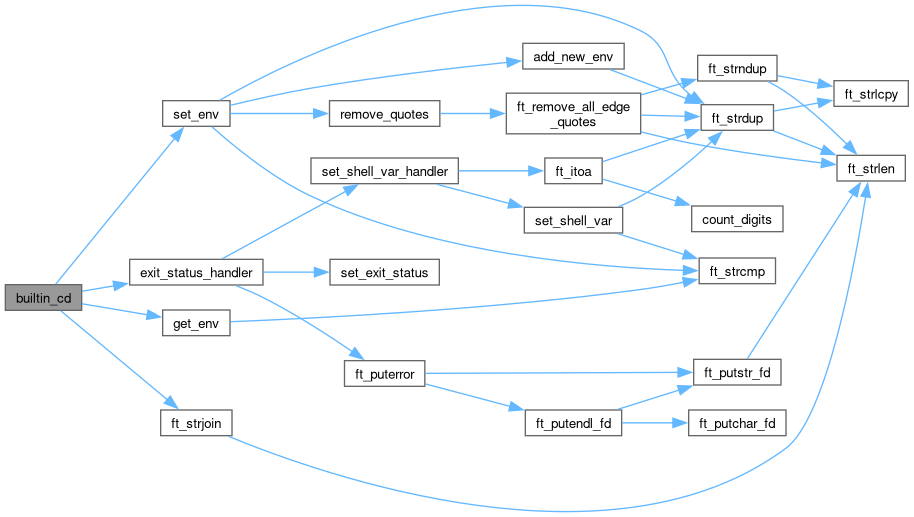 builtin_cd
set_env
exit_status_handler
get_env
ft_strjoin
remove_quotes
set_shell_var_handler
set_exit_status
ft_puterror
add_new_env
ft_remove_all_edge
_quotes
ft_itoa
set_shell_var
ft_putendl_fd
ft_strndup
ft_strdup
count_digits
ft_strcmp
ft_putstr_fd
ft_putchar_fd
ft_strlcpy
ft_strlen